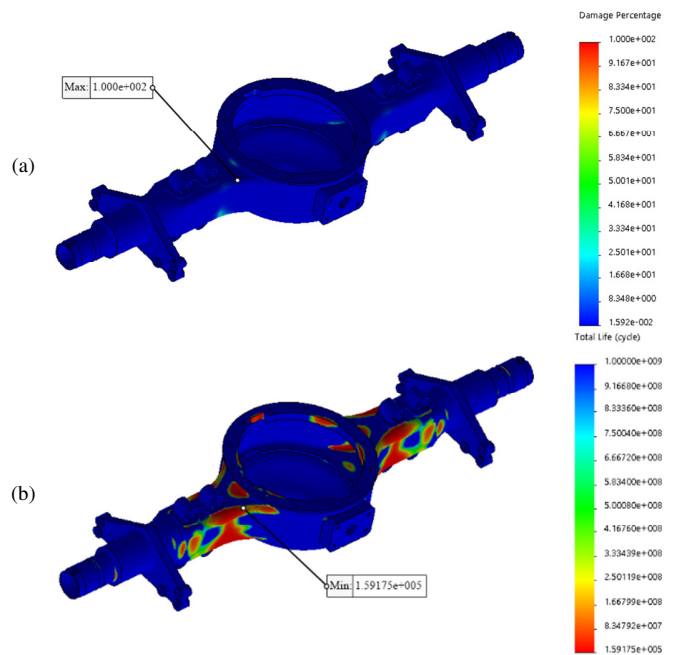 Damage Percentage
1.000e+002
9.167e+001
8.334e+001
7.500e+001
6.667e+001
5.834e+001
5.001e+001
4.167e+001
3.334e+001
2.501e+001
1.668e+001
8.348e+000
1.592e-002
Max: 1.000e+002
(a)
Total Life (cycle)
1.00000e+009
9.16680e+008
8.33360e+008
7.50040e+008
6.66720e+008
5.83400e+008
5.00080e+008
4.16760e+008
3.33439e+008
2.50119e+008
1.66799e+008
8.34792e+007
1.59175e+005
(b)
Min: 1.59175e+005